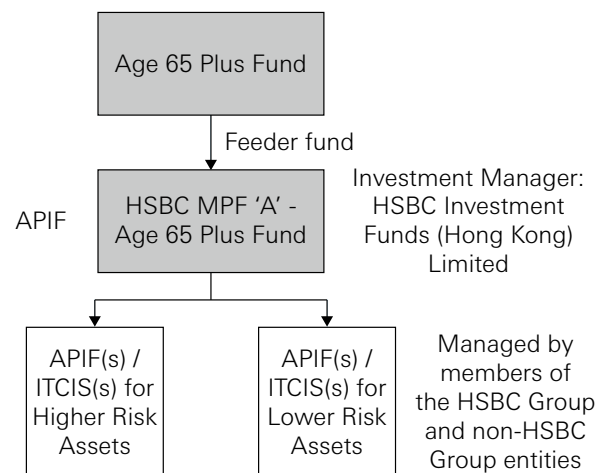 Age 65 Plus Fund
Feeder fund
APIF
HSBC MPF 'A' -
Age 65 Plus Fund
Investment Manager:
HSBC Investment
Funds (Hong Kong)
Limited
APIF(s) /
ITCIS(s) for
Higher Risk
Assets
APIF(s) /
ITCIS(s) for
Lower Risk
Assets
Managed by
members of
the HSBC Group
and non-HSBC
Group entities